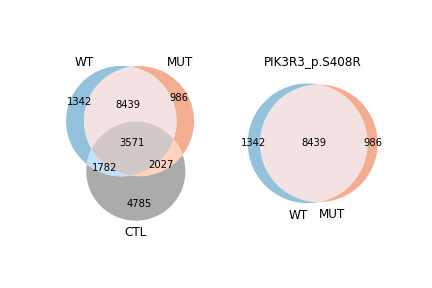 WT
MUT
1342
8439
986
3571
1782
2027
4785
CTL
PIK3R3_p.S408R
1342
8439
986
WT
MUT